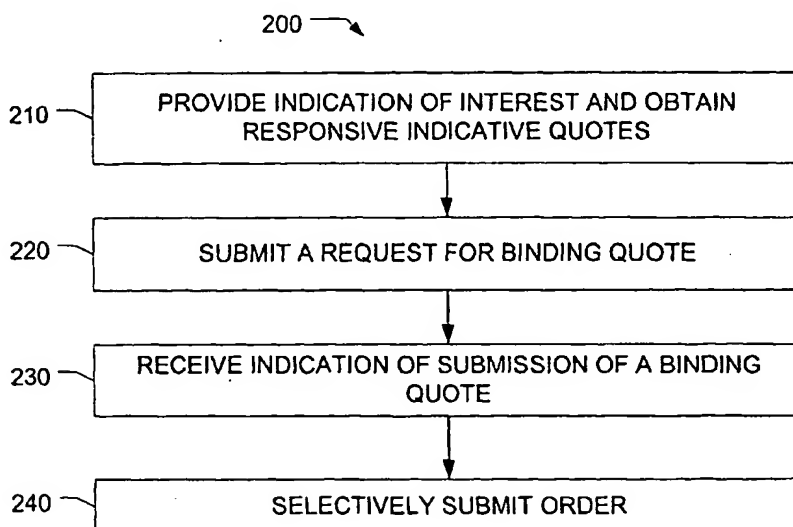 200
210
PROVIDE INDICATION OF INTEREST AND OBTAIN
RESPONSIVE INDICATIVE QUOTES
220
SUBMIT A REQUEST FOR BINDING QUOTE
230
RECEIVE INDICATION OF SUBMISSION OF A BINDING
QUOTE
240
SELECTIVELY SUBMIT ORDER